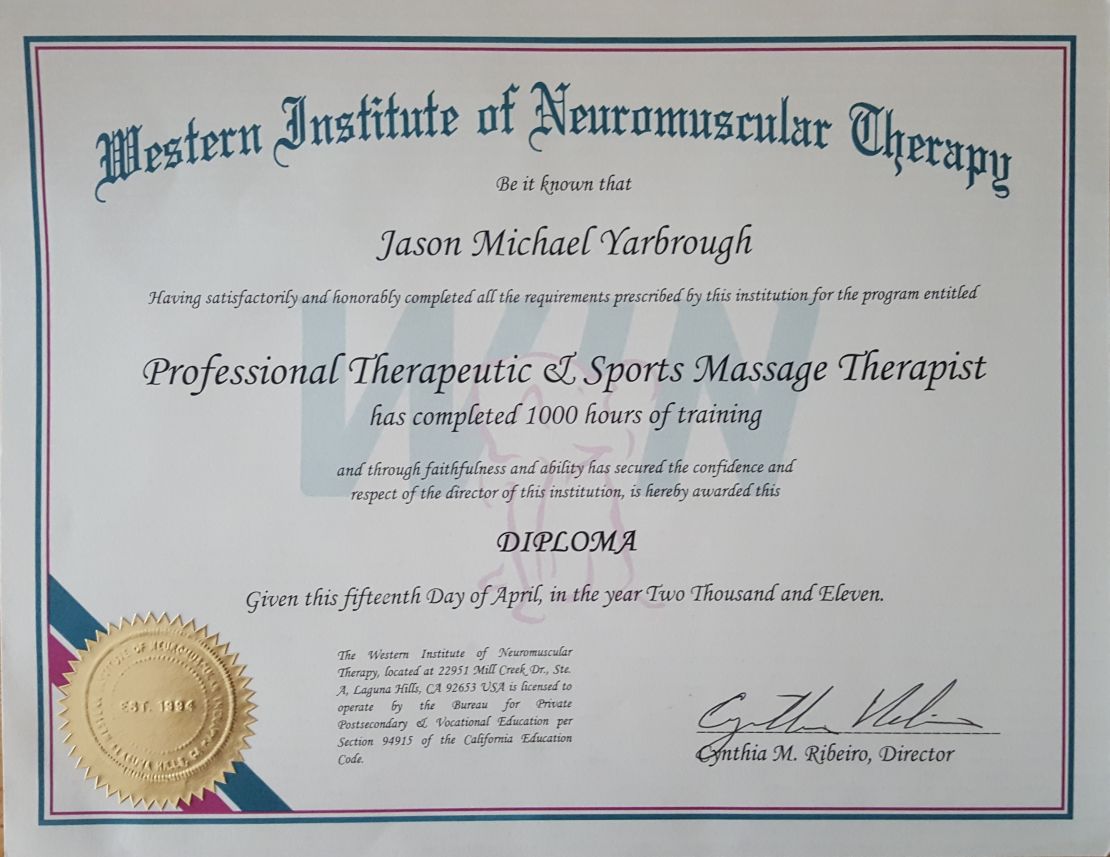 Western Institute of Neuromuscular Therapy
Be it known that
Jason Michael Yarbrough
Having satisfactorily and honorably completed all the requirements prescribed by this institution for the program entitled
WIN
Professional Therapeutic & Sports Massage Therapist
has completed 1000 hours of training
and through faithfulness and ability has secured the confidence and
respect of the director of this institution, is hereby awarded this
DIPLOMA
Given this fifteenth Day of April, in the year Two Thousand and Eleven.
The Western Institute of Neuromuscular
Therapy, located at 22951 Mill Creek Dr., Ste.
A, Laguna Hills, CA 92653 USA is licensed to
operate by the Bureau for Private
Postsecondary & Vocational Education per
Section 94915 of the California Education
Code.
EST. 1994
Cynthia M. Ribeiro, Director